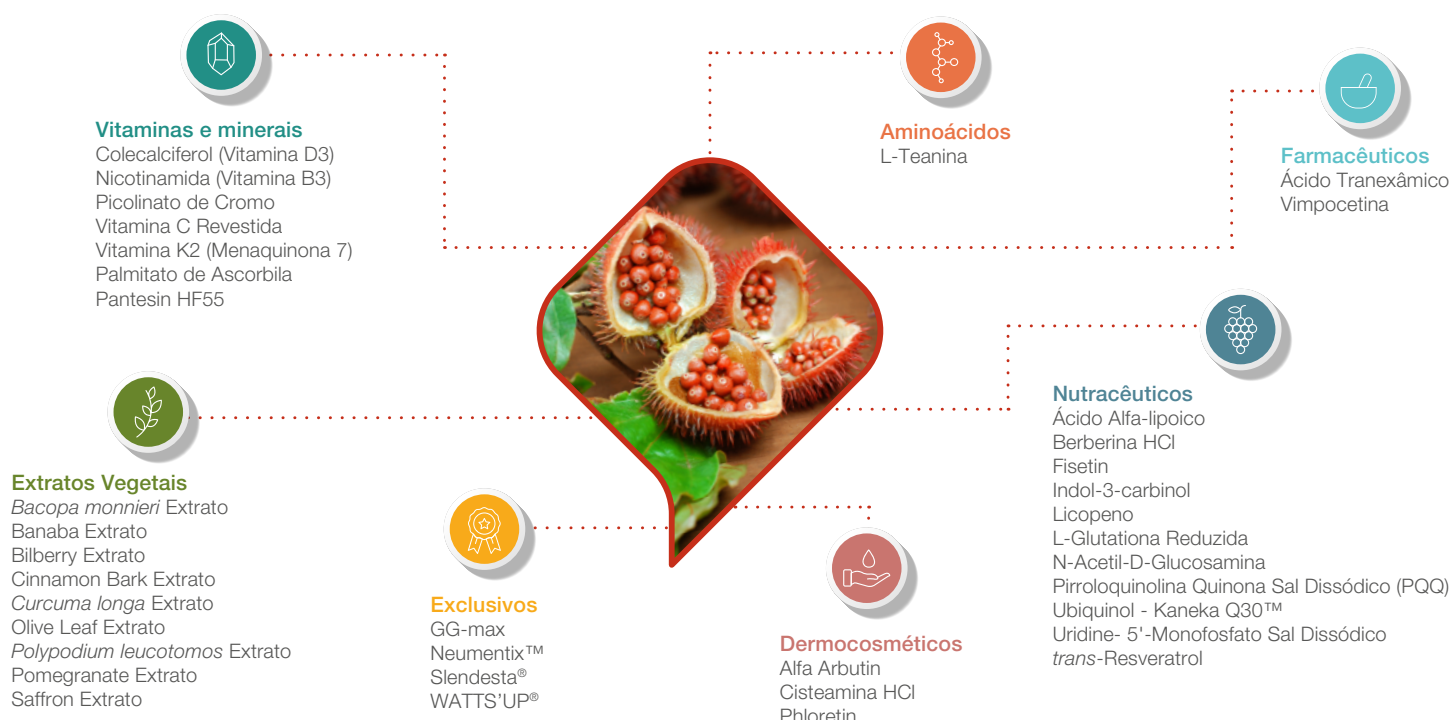 Vitaminas e minerais
Colecalciferol (Vitamina D3)
Nicotinamida (Vitamina B3)
Picolinato de Cromo
Vitamina C Revestida
Vitamina K2 (Menaquinona 7)
Palmitato de Ascorbila
Pantesin HF55
Aminoácidos
L-Teanina
Farmacêuticos
Ácido Tranexâmico
Vimpocetina
Nutracêuticos
Ácido Alfa-lipoico
Berberina HCl
Fisetin
Indol-3-carbinol
Licopeno
L-Glutationa Reduzida
N-Acetil-D-Glucosamina
Pirroloquinolina Quinona Sal Dissódico (PQQ)
Ubiquinol - Kaneka Q30™
Uridine- 5'-Monofosfato Sal Dissódico
trans-Resveratrol
Extratos Vegetais
Bacopa monnieri Extrato
Banaba Extrato
Bilberry Extrato
Cinnamon Bark Extrato
Curcuma longa Extrato
Olive Leaf Extrato
Polypodium leucotomos Extrato
Pomegranate Extrato
Saffron Extrato
Exclusivos
GG-max
Neumentix™
Slendesta®
WATTS'UP®
Dermocosméticos
Alfa Arbutin
Cisteamina HCl
Phloretin